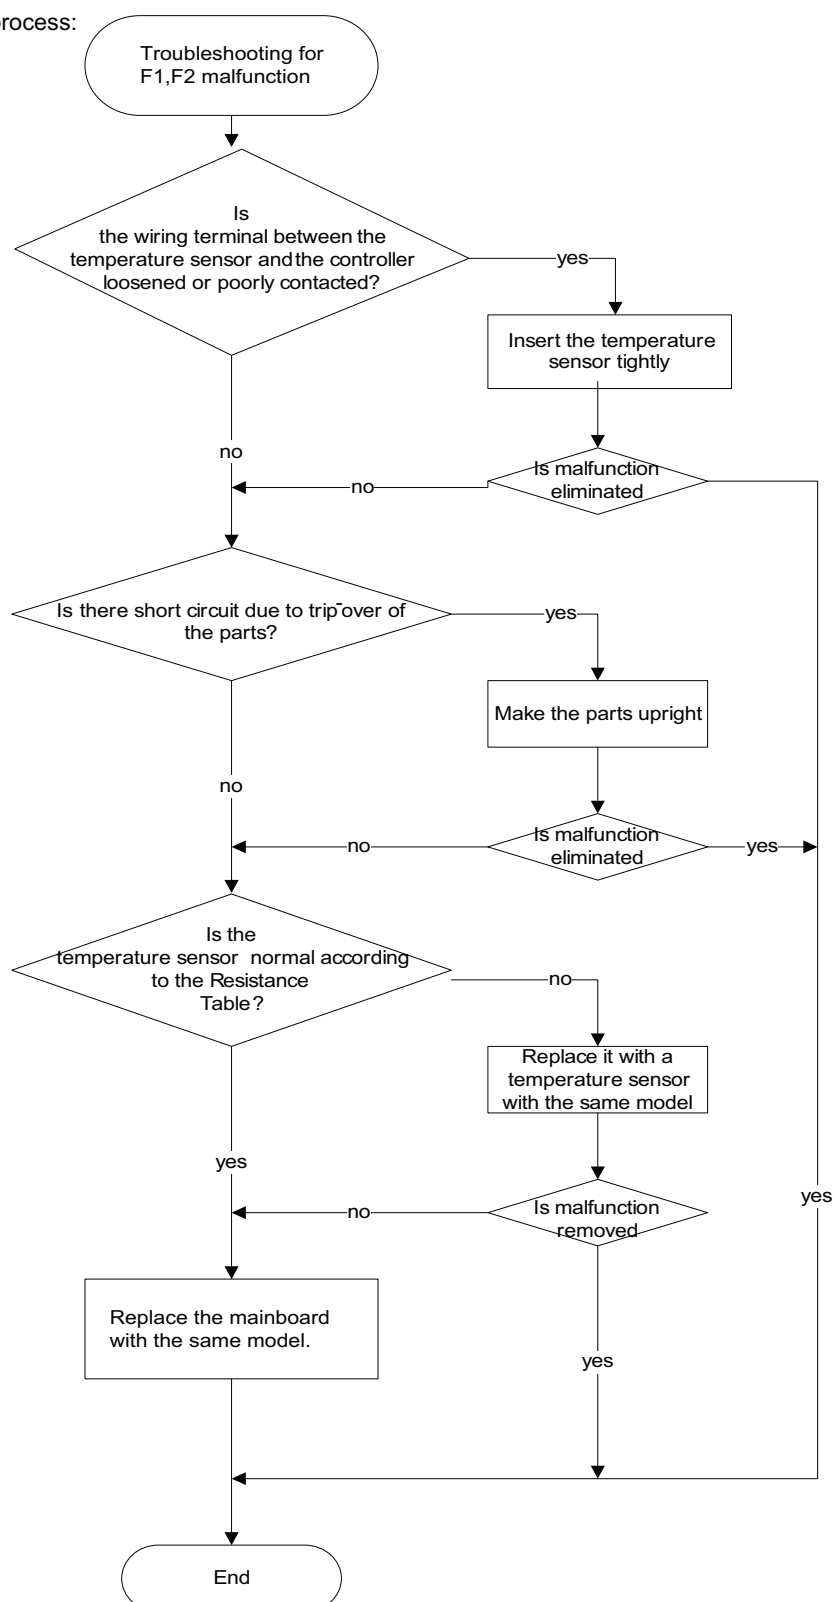 process:
Troubleshooting for
F1,F2 malfunction
Is
the wiring terminal between the
temperature sensor and the controller
loosened or poorly contacted?
yes
Insert the temperature
sensor tightly
no
Is malfunction
eliminated
no
Is there short circuit due to trip-over of
the parts?
yes
Make the parts upright
no
Is malfunction
eliminated
no
yes
Is the
temperature sensor normal according
to the Resistance
Table?
no
Replace it with a
temperature sensor
with the same model
yes
Is malfunction
removed
no
yes
Replace the mainboard
with the same model.
yes
End